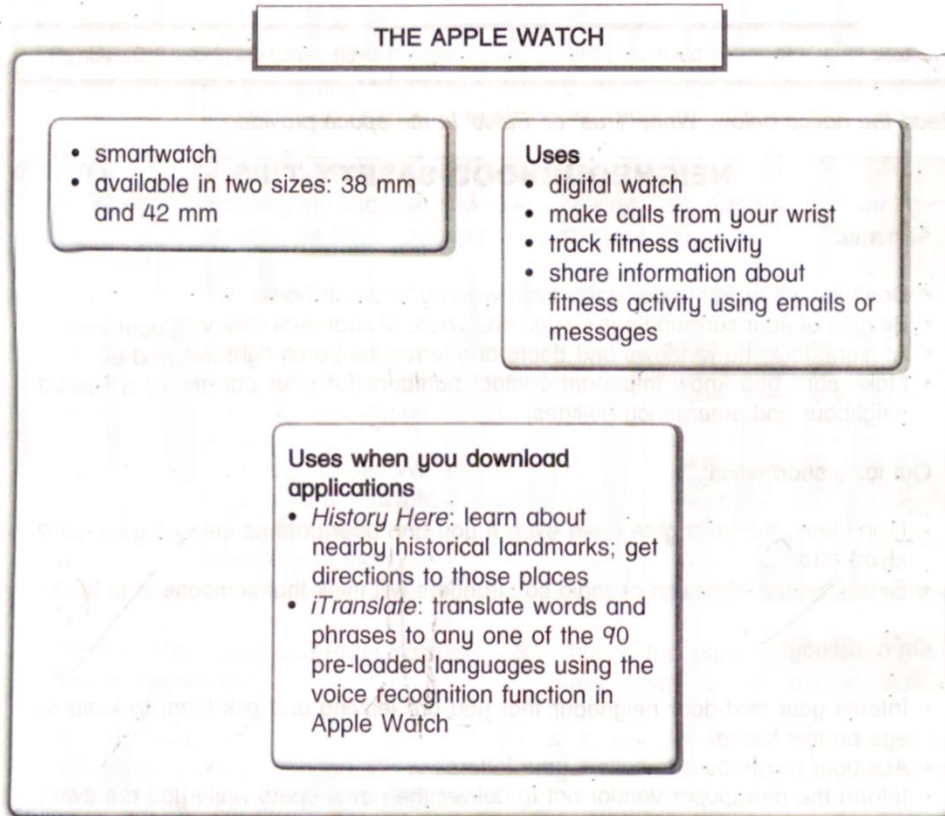 THE APPLE WATCH
• smartwatch
• available in two sizes: 38 mm
and 42 mm
Uses
• digital watch
• make calls from your wrist
• track fitness activity
• share information about
fitness activity using emails or
messages
Uses when you download
applications
• History Here: learn about
nearby historical landmarks; get
directions to those places
• iTranslate: translate words and
phrases to any one of the 90
pre-loaded languages using the
voice recognition function in
Apple Watch